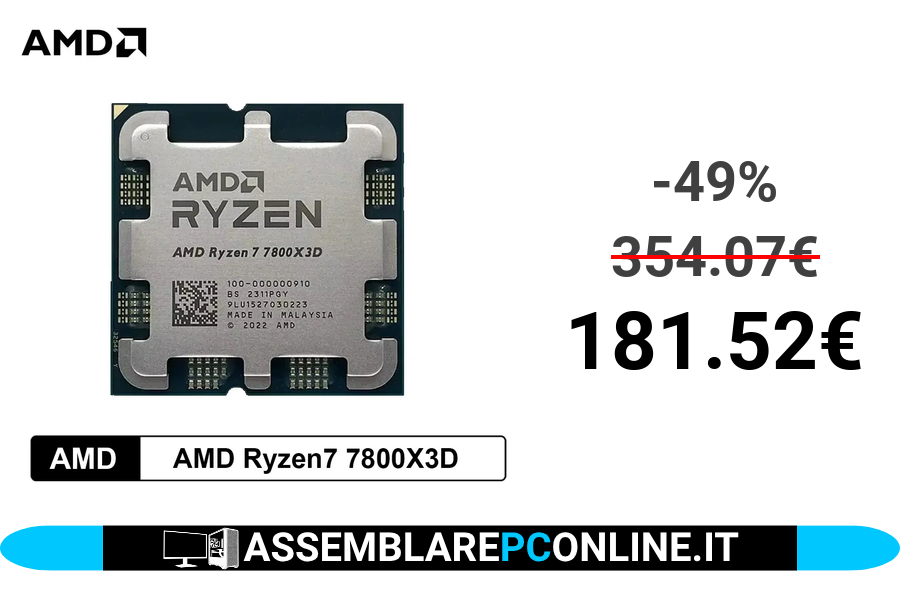 AMD
-49%
354.07€
181.52€
AMD
RYZEN
AMD Ryzen 7 7800X3D
100-000000910
BS 2311PGY
9LU1527030223
MADE IN MALAYSIA
© 2022 AMD
AMD AMD Ryzen7 7800X3D
ASSEMBLAREPCONLINE.IT